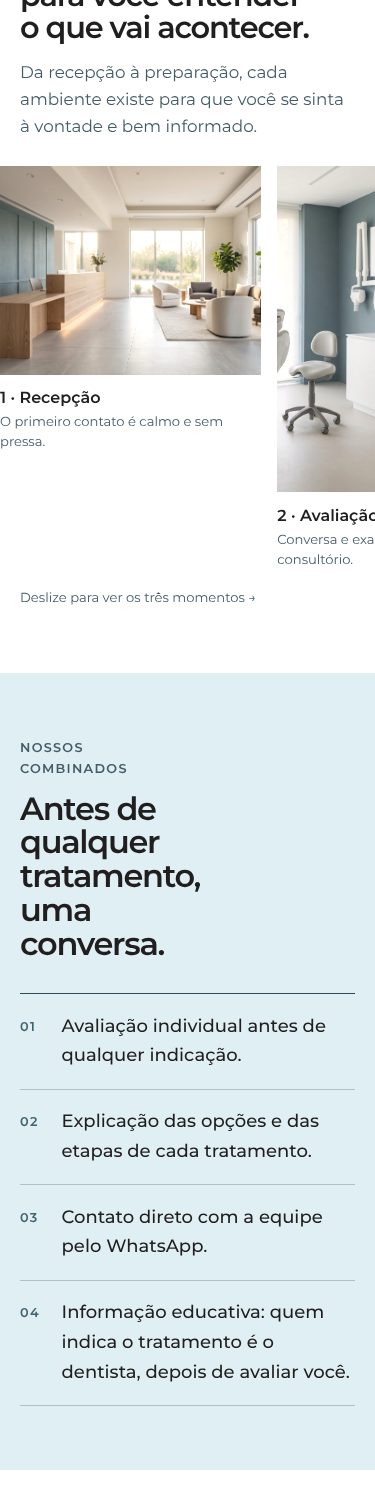 para você entender
o que vai acontecer.
Da recepção à preparação, cada
ambiente existe para que você se sinta
à vontade e bem informado.
1 · Recepção
O primeiro contato é calmo e sem
pressa.
2 · Avaliação
Conversa e exa
consultório.
Deslize para ver os três momentos →
NOSSOS
COMBINADOS
Antes de
qualquer
tratamento,
uma
conversa.
01 Avaliação individual antes de
qualquer indicação.
02 Explicação das opções e das
etapas de cada tratamento.
03 Contato direto com a equipe
pelo WhatsApp.
04 Informação educativa: quem
indica o tratamento é o
dentista, depois de avaliar você.